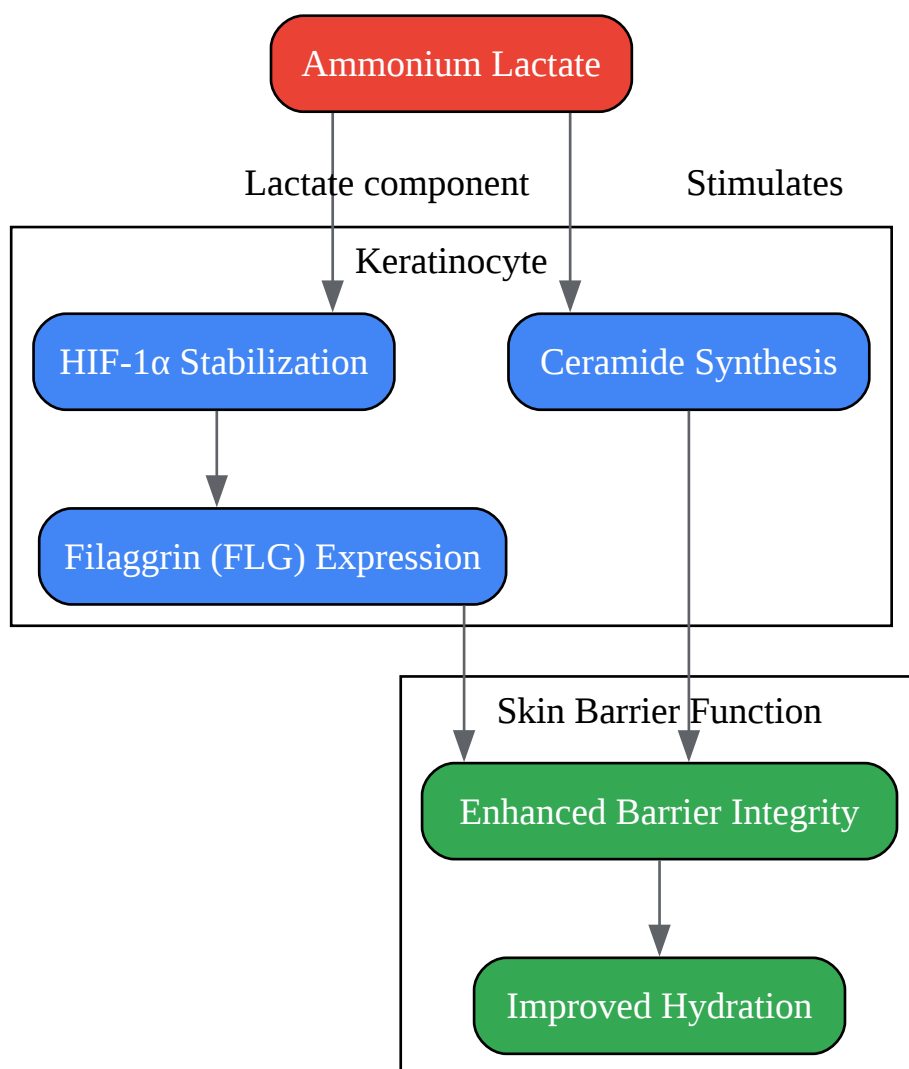 Ammonium Lactate
Lactate component
Stimulates
Keratinocyte
HIF-1α Stabilization
Ceramide Synthesis
Filaggrin (FLG) Expression
Skin Barrier Function
Enhanced Barrier Integrity
Improved Hydration